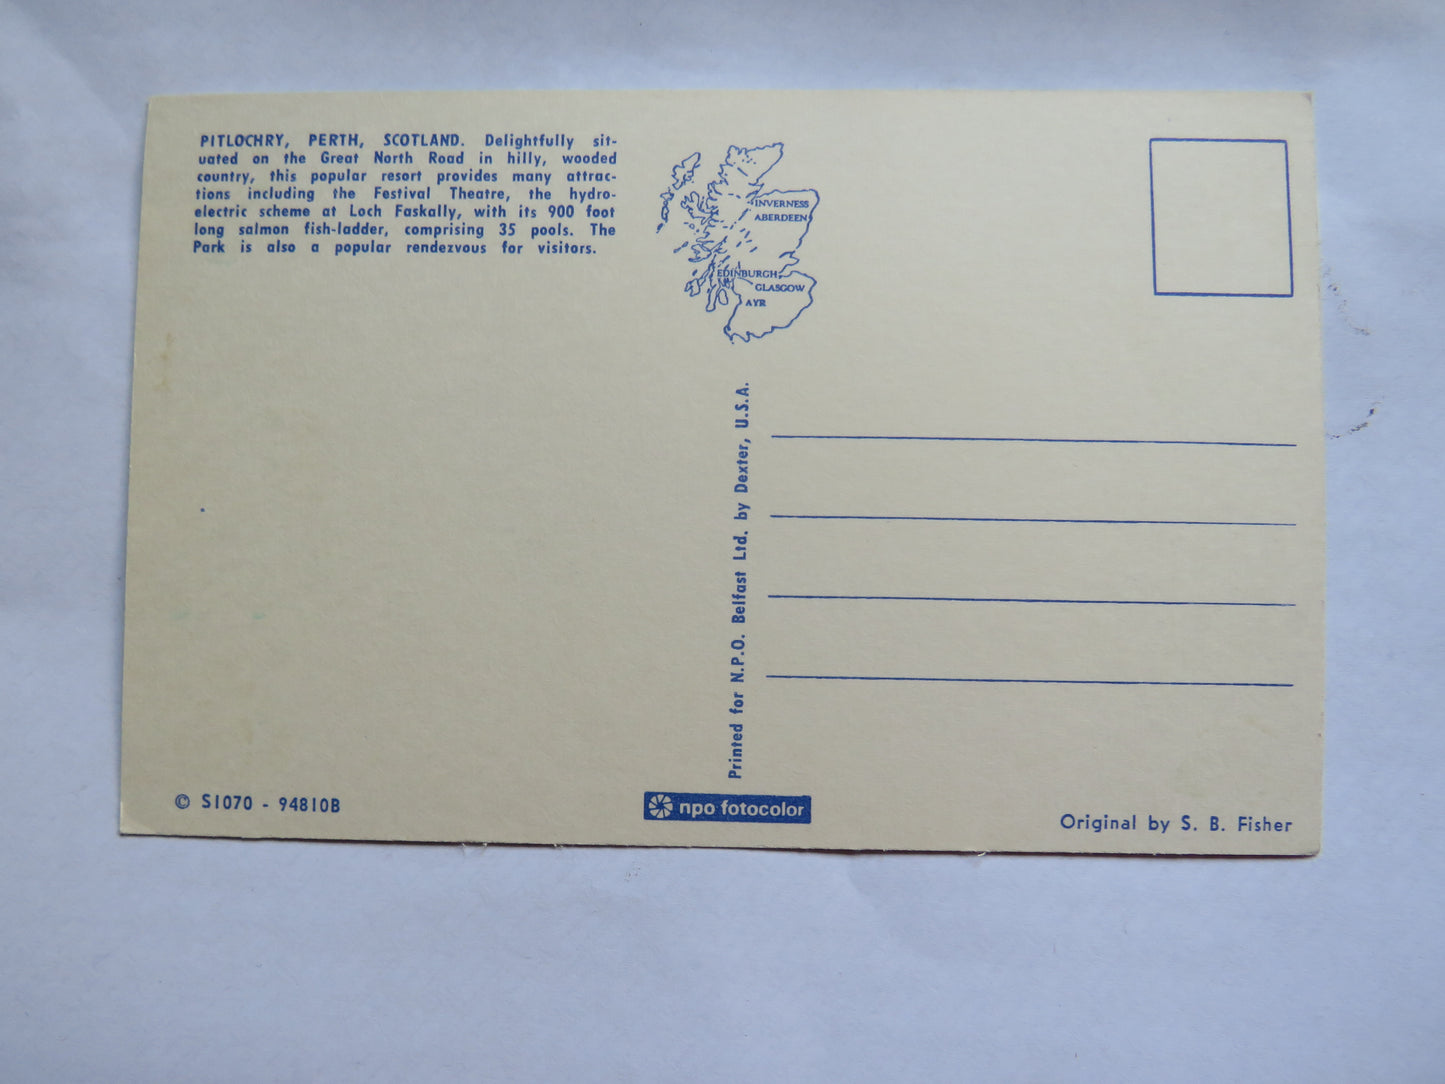 PITLOCHRY, PERTH, SCOTLAND. Delightfully sit-
uated on the Great North Road in hilly, wooded
country, this popular resort provides many attrac-
tions including the Festival Theatre, the hydro-
electric scheme at Loch Faskally, with its 900 foot
long salmon fish-ladder, comprising 35 pools. The
Park is also a popular rendezvous for visitors.
INVERNESS
ABERDEEN
EDINBURGH
GLASGOW
AYR
Printed for N.P.O. Belfast Ltd. by Dexter, U.S.A.
© S1070 - 94810B
npo fotocolor
Original by S. B. Fisher